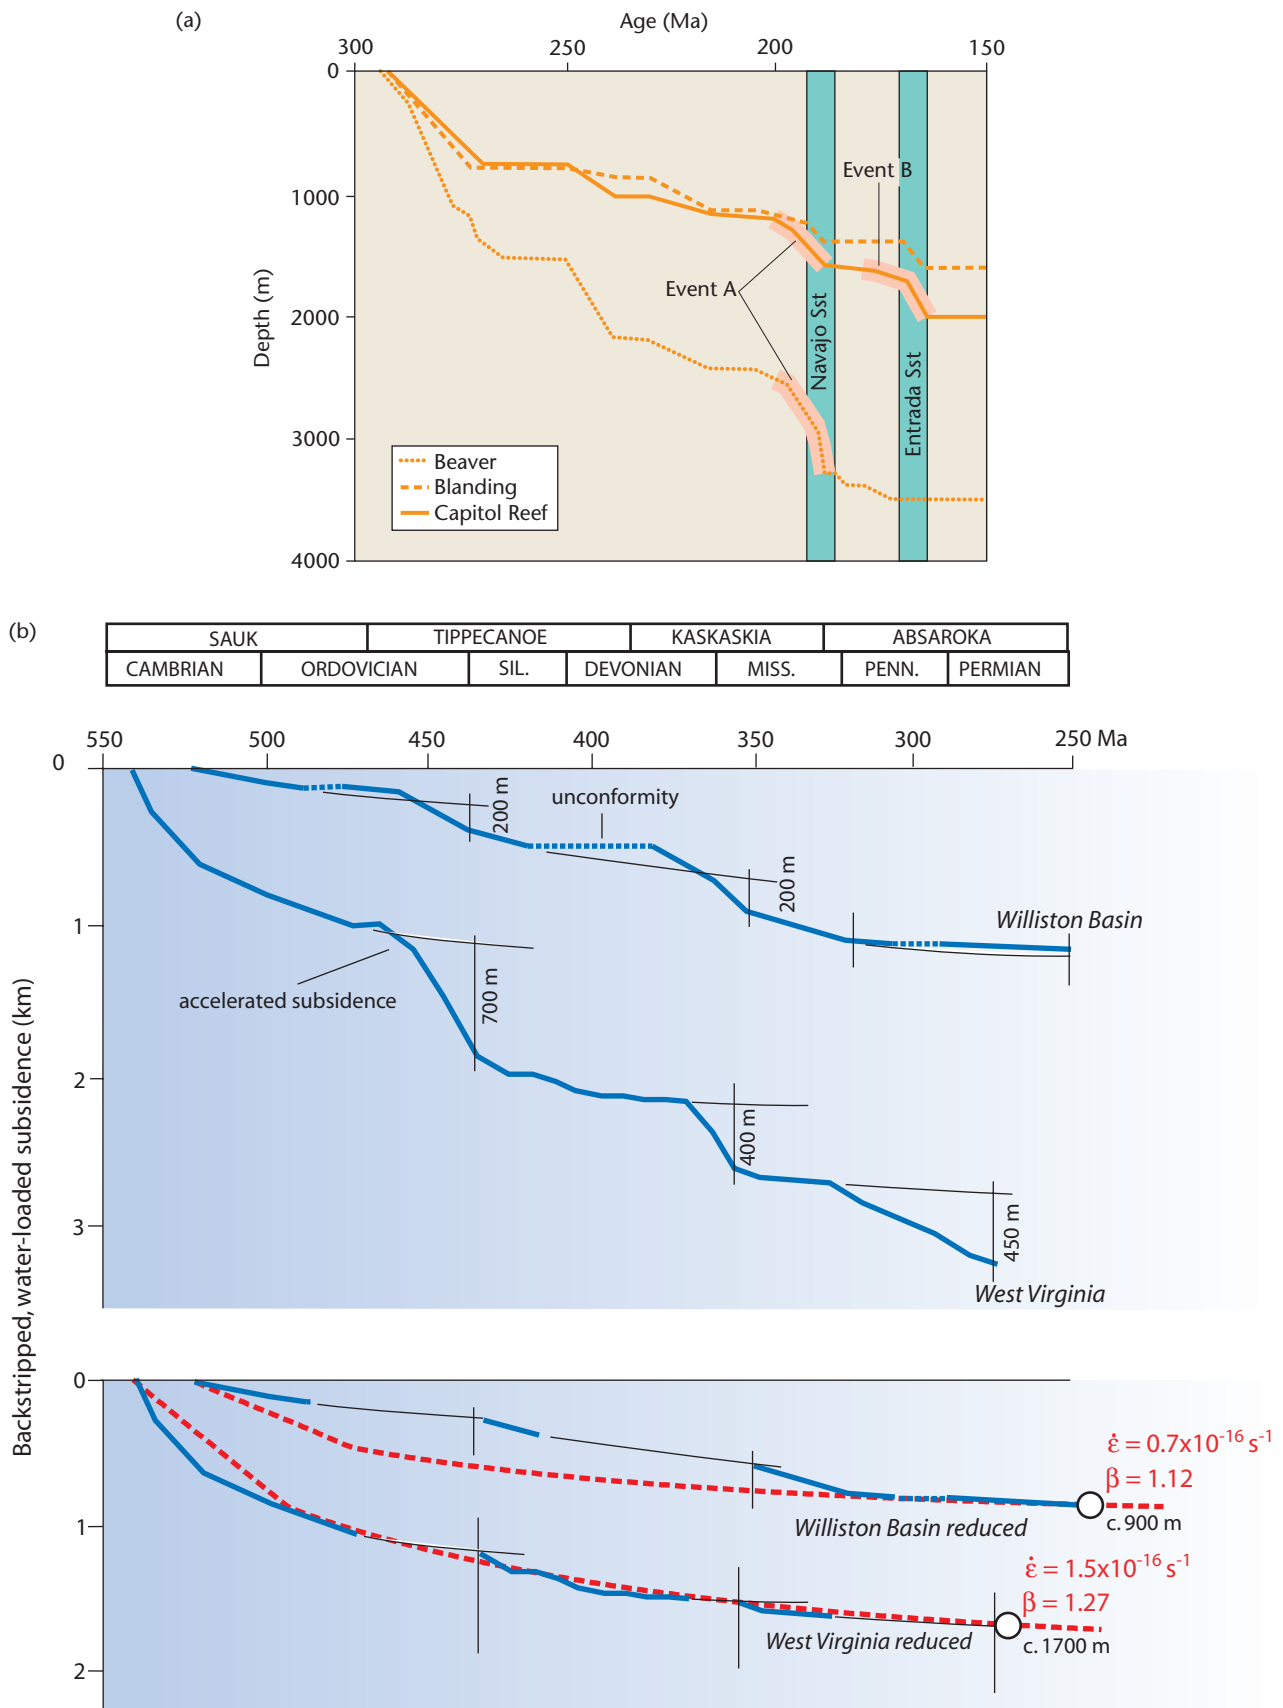 (a)
Age (Ma)
300 250 200 150
0
1000
2000
3000
4000
Depth (m)
Event B
Event A
Navajo Sst
Entrada Sst
Beaver
Blanding
Capitol Reef
(b)
SAUK TIPPECANOE KASKASKIA ABSAROKA
CAMBRIAN ORDOVICIAN SIL. DEVONIAN MISS. PENN. PERMIAN
550 500 450 400 350 300 250 Ma
0
1
2
3
Backstripped, water-loaded subsidence (km)
200 m
unconformity
200 m
Williston Basin
accelerated subsidence
700 m
400 m
450 m
West Virginia
0
1
2
ε̇ = 0.7x10⁻¹⁶ s⁻¹
β = 1.12
c. 900 m
Williston Basin reduced
ε̇ = 1.5x10⁻¹⁶ s⁻¹
β = 1.27
c. 1700 m
West Virginia reduced